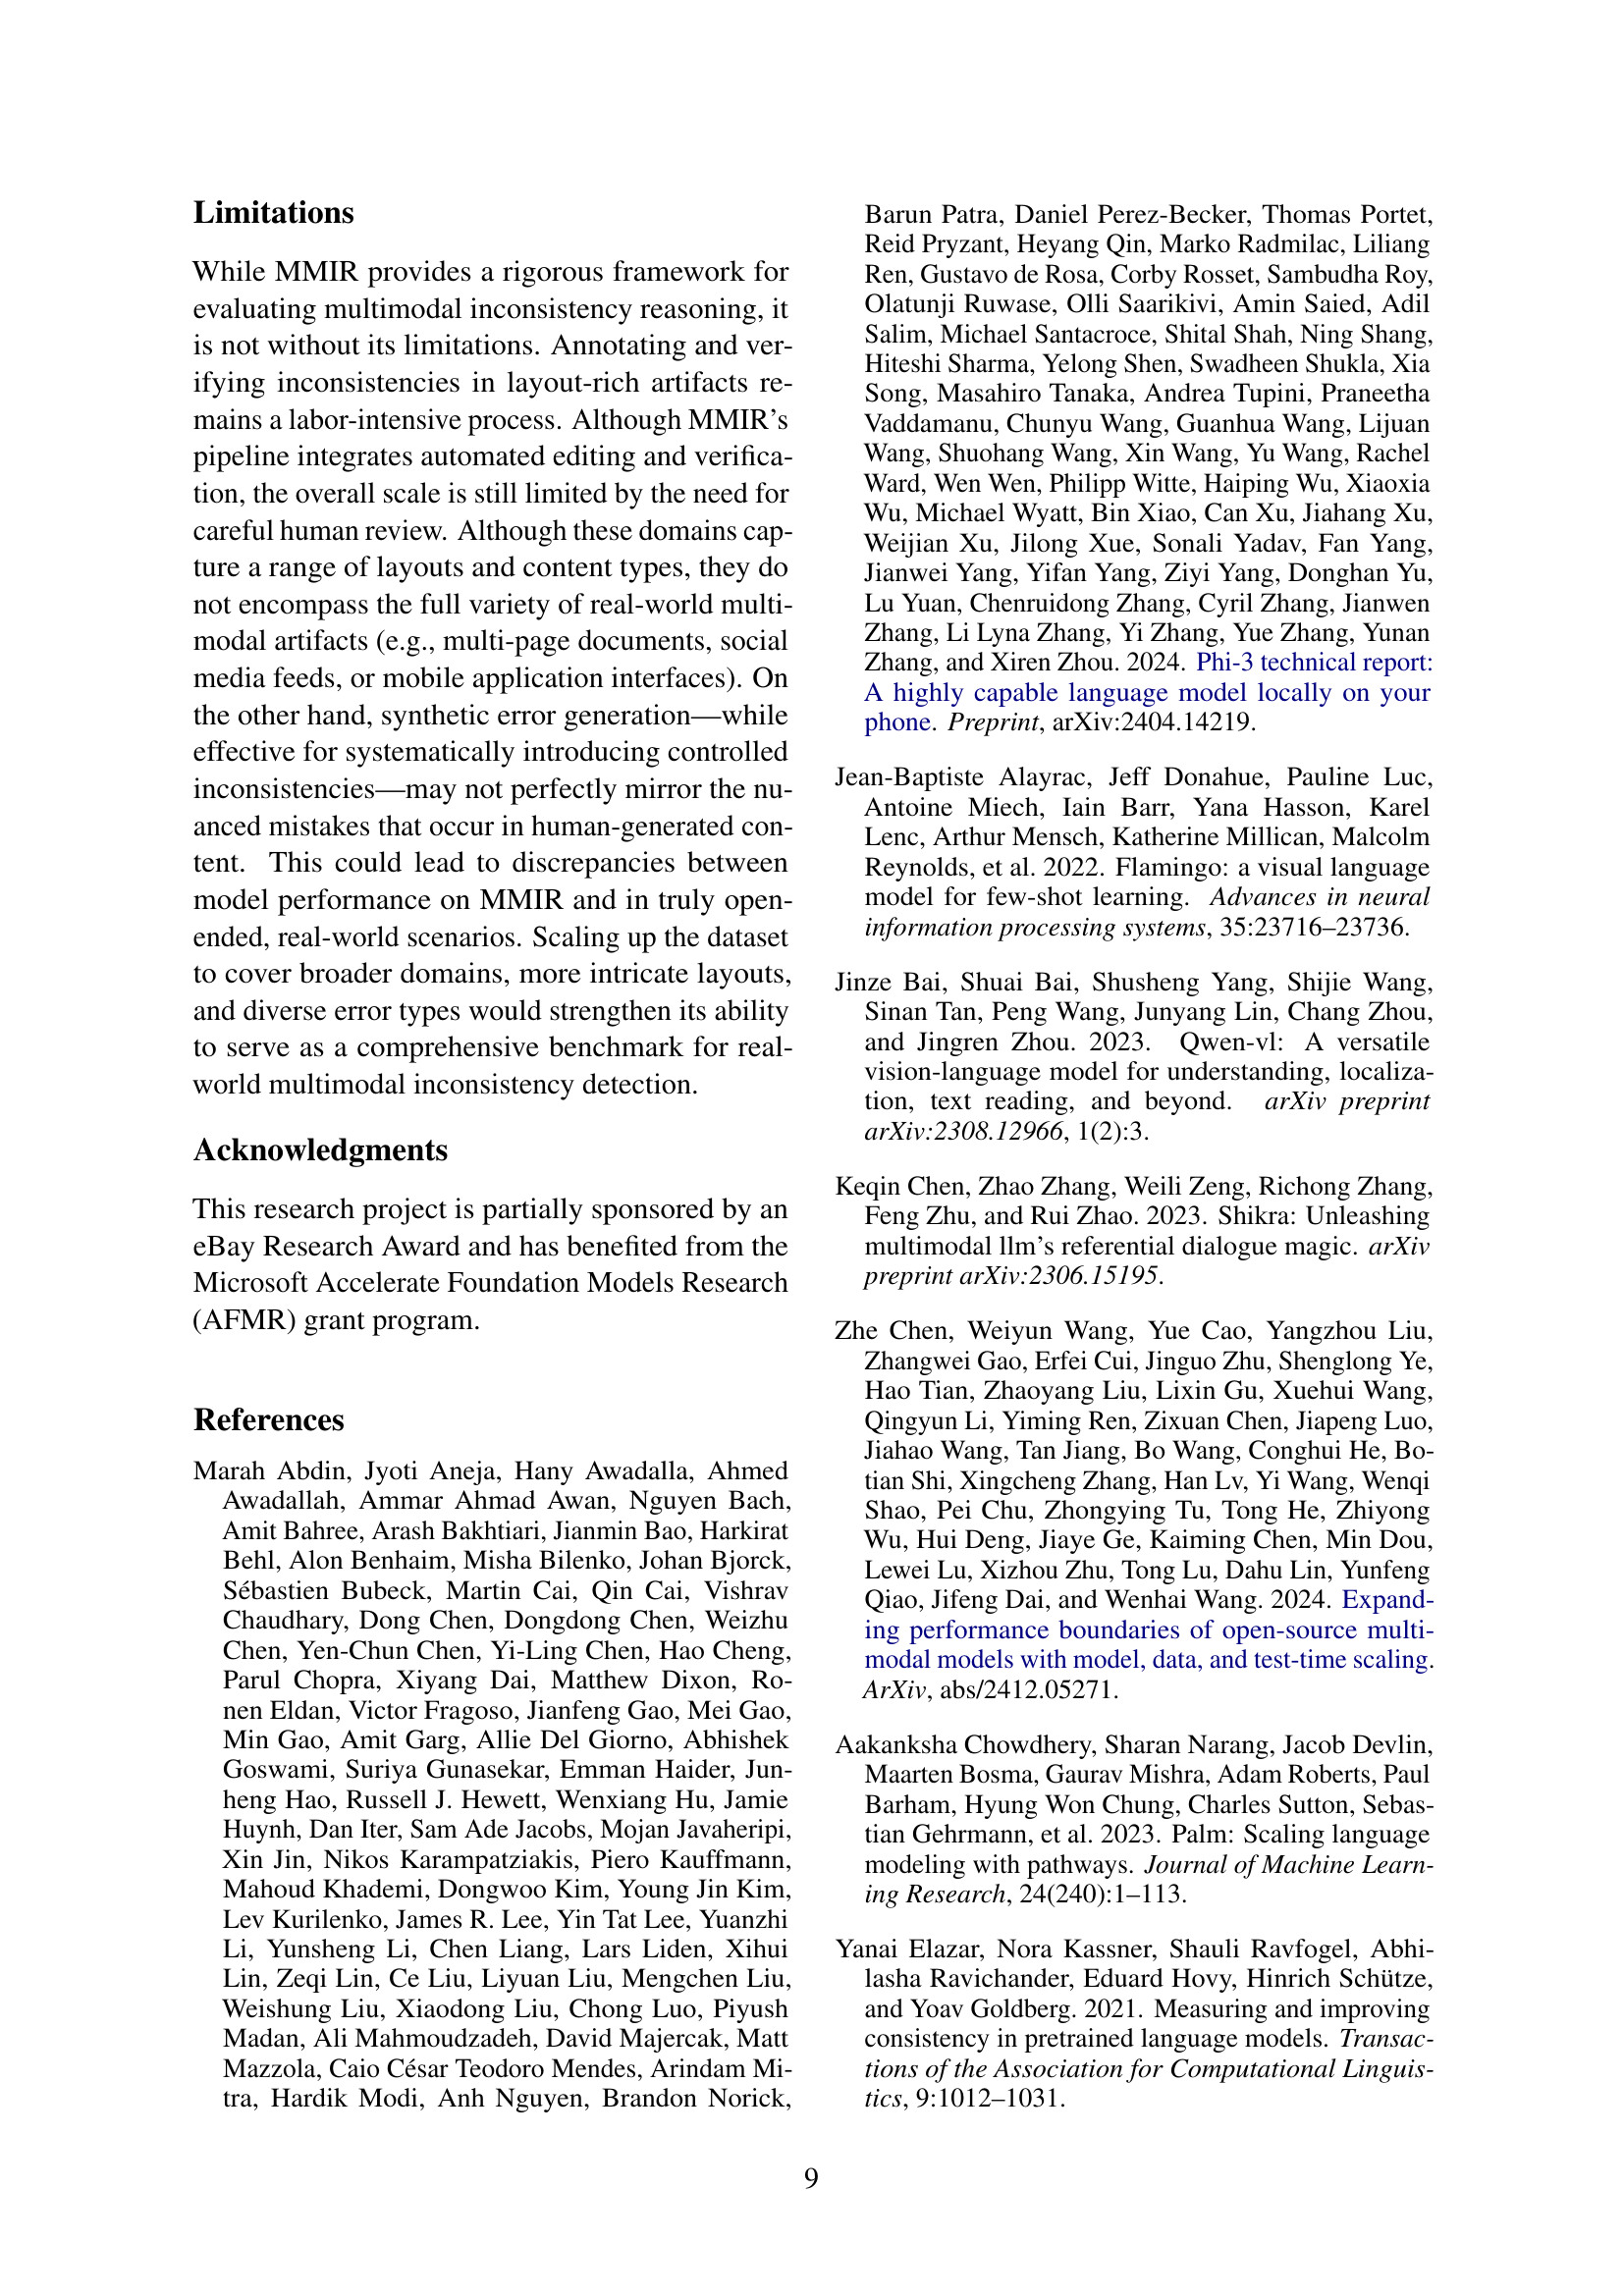 Limitations
While MMIR provides a rigorous framework for
evaluating multimodal inconsistency reasoning, it
is not without its limitations. Annotating and ver-
ifying inconsistencies in layout-rich artifacts re-
mains a labor-intensive process. Although MMIR’s
pipeline integrates automated editing and verifica-
tion, the overall scale is still limited by the need for
careful human review. Although these domains cap-
ture a range of layouts and content types, they do
not encompass the full variety of real-world multi-
modal artifacts (e.g., multi-page documents, social
media feeds, or mobile application interfaces). On
the other hand, synthetic error generation—while
effective for systematically introducing controlled
inconsistencies—may not perfectly mirror the nu-
anced mistakes that occur in human-generated con-
tent. This could lead to discrepancies between
model performance on MMIR and in truly open-
ended, real-world scenarios. Scaling up the dataset
to cover broader domains, more intricate layouts,
and diverse error types would strengthen its ability
to serve as a comprehensive benchmark for real-
world multimodal inconsistency detection.
Acknowledgments
This research project is partially sponsored by an
eBay Research Award and has benefited from the
Microsoft Accelerate Foundation Models Research
(AFMR) grant program.
References
Marah Abdin, Jyoti Aneja, Hany Awadalla, Ahmed
Awadallah, Ammar Ahmad Awan, Nguyen Bach,
Amit Bahree, Arash Bakhtiari, Jianmin Bao, Harkirat
Behl, Alon Benhaim, Misha Bilenko, Johan Bjorck,
Sébastien Bubeck, Martin Cai, Qin Cai, Vishrav
Chaudhary, Dong Chen, Dongdong Chen, Weizhu
Chen, Yen-Chun Chen, Yi-Ling Chen, Hao Cheng,
Parul Chopra, Xiyang Dai, Matthew Dixon, Ro-
nen Eldan, Victor Fragoso, Jianfeng Gao, Mei Gao,
Min Gao, Amit Garg, Allie Del Giorno, Abhishek
Goswami, Suriya Gunasekar, Emman Haider, Jun-
heng Hao, Russell J. Hewett, Wenxiang Hu, Jamie
Huynh, Dan Iter, Sam Ade Jacobs, Mojan Javaheripi,
Xin Jin, Nikos Karampatziakis, Piero Kauffmann,
Mahoud Khademi, Dongwoo Kim, Young Jin Kim,
Lev Kurilenko, James R. Lee, Yin Tat Lee, Yuanzhi
Li, Yunsheng Li, Chen Liang, Lars Liden, Xihui
Lin, Zeqi Lin, Ce Liu, Liyuan Liu, Mengchen Liu,
Weishung Liu, Xiaodong Liu, Chong Luo, Piyush
Madan, Ali Mahmoudzadeh, David Majercak, Matt
Mazzola, Caio César Teodoro Mendes, Arindam Mi-
tra, Hardik Modi, Anh Nguyen, Brandon Norick,
Barun Patra, Daniel Perez-Becker, Thomas Portet,
Reid Pryzant, Heyang Qin, Marko Radmilac, Liliang
Ren, Gustavo de Rosa, Corby Rosset, Sambudha Roy,
Olatunji Ruwase, Olli Saarikivi, Amin Saied, Adil
Salim, Michael Santacroce, Shital Shah, Ning Shang,
Hiteshi Sharma, Yelong Shen, Swadheen Shukla, Xia
Song, Masahiro Tanaka, Andrea Tupini, Praneetha
Vaddamanu, Chunyu Wang, Guanhua Wang, Lijuan
Wang, Shuohang Wang, Xin Wang, Yu Wang, Rachel
Ward, Wen Wen, Philipp Witte, Haiping Wu, Xiaoxia
Wu, Michael Wyatt, Bin Xiao, Can Xu, Jiahang Xu,
Weijian Xu, Jilong Xue, Sonali Yadav, Fan Yang,
Jianwei Yang, Yifan Yang, Ziyi Yang, Donghan Yu,
Lu Yuan, Chenruidong Zhang, Cyril Zhang, Jianwen
Zhang, Li Lyna Zhang, Yi Zhang, Yue Zhang, Yunan
Zhang, and Xiren Zhou. 2024. Phi-3 technical report:
A highly capable language model locally on your
phone. Preprint, arXiv:2404.14219.
Jean-Baptiste Alayrac, Jeff Donahue, Pauline Luc,
Antoine Miech, Iain Barr, Yana Hasson, Karel
Lenc, Arthur Mensch, Katherine Millican, Malcolm
Reynolds, et al. 2022. Flamingo: a visual language
model for few-shot learning. Advances in neural
information processing systems, 35:23716–23736.
Jinze Bai, Shuai Bai, Shusheng Yang, Shijie Wang,
Sinan Tan, Peng Wang, Junyang Lin, Chang Zhou,
and Jingren Zhou. 2023. Qwen-vl: A versatile
vision-language model for understanding, localiza-
tion, text reading, and beyond. arXiv preprint
arXiv:2308.12966, 1(2):3.
Keqin Chen, Zhao Zhang, Weili Zeng, Richong Zhang,
Feng Zhu, and Rui Zhao. 2023. Shikra: Unleashing
multimodal llm’s referential dialogue magic. arXiv
preprint arXiv:2306.15195.
Zhe Chen, Weiyun Wang, Yue Cao, Yangzhou Liu,
Zhangwei Gao, Erfei Cui, Jinguo Zhu, Shenglong Ye,
Hao Tian, Zhaoyang Liu, Lixin Gu, Xuehui Wang,
Qingyun Li, Yiming Ren, Zixuan Chen, Jiapeng Luo,
Jiahao Wang, Tan Jiang, Bo Wang, Conghui He, Bo-
tian Shi, Xingcheng Zhang, Han Lv, Yi Wang, Wenqi
Shao, Pei Chu, Zhongying Tu, Tong He, Zhiyong
Wu, Hui Deng, Jiaye Ge, Kaiming Chen, Min Dou,
Lewei Lu, Xizhou Zhu, Tong Lu, Dahu Lin, Yunfeng
Qiao, Jifeng Dai, and Wenhai Wang. 2024. Expand-
ing performance boundaries of open-source multi-
modal models with model, data, and test-time scaling.
ArXiv, abs/2412.05271.
Aakanksha Chowdhery, Sharan Narang, Jacob Devlin,
Maarten Bosma, Gaurav Mishra, Adam Roberts, Paul
Barham, Hyung Won Chung, Charles Sutton, Sebas-
tian Gehrmann, et al. 2023. Palm: Scaling language
modeling with pathways. Journal of Machine Learn-
ing Research, 24(240):1–113.
Yanai Elazar, Nora Kassner, Shauli Ravfogel, Abhi-
lasha Ravichander, Eduard Hovy, Hinrich Schütze,
and Yoav Goldberg. 2021. Measuring and improving
consistency in pretrained language models. Transac-
tions of the Association for Computational Linguis-
tics, 9:1012–1031.
9